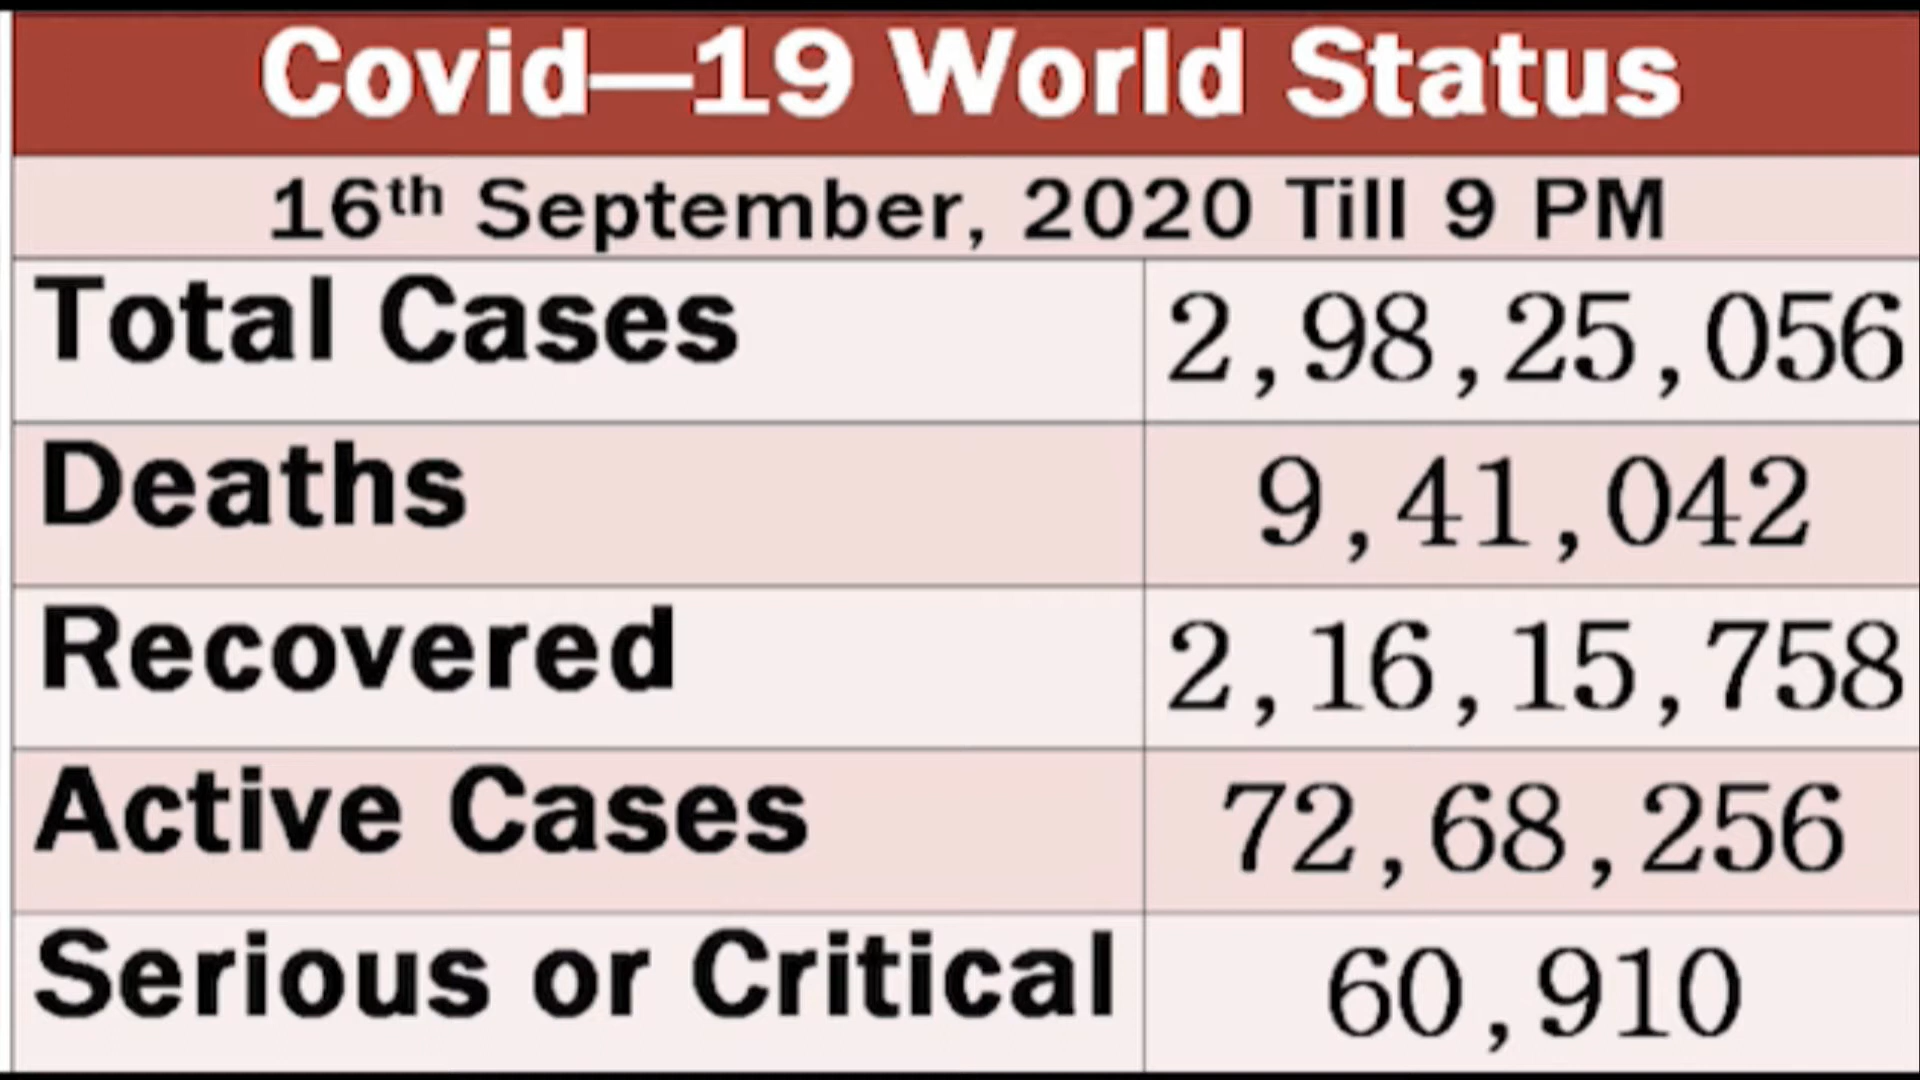 Covid—19 World Status
16th September, 2020 Till 9 PM
Total Cases 2,98,25,056
Deaths 9,41,042
Recovered 2,16,15,758
Active Cases 72,68,256
Serious or Critical 60,910